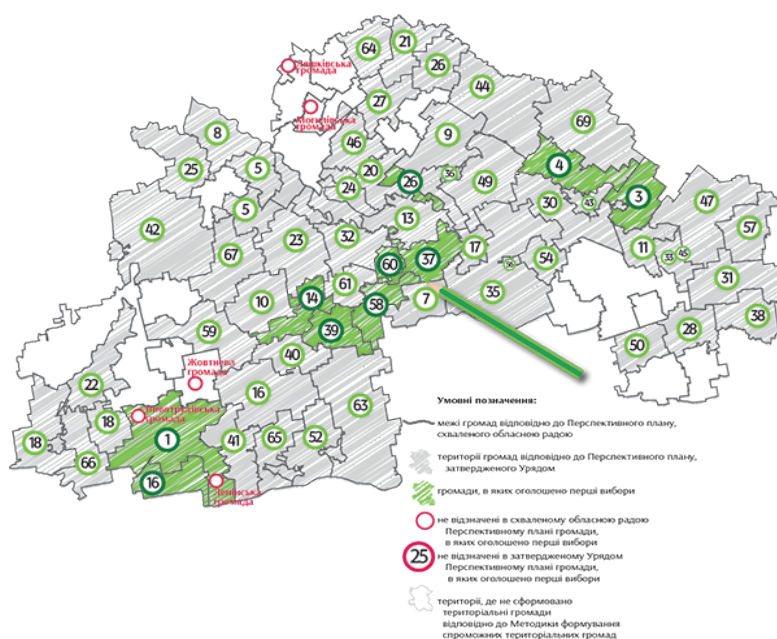 64
21
26
Ляшківська
громада
44
27
Могилівська
громада
9
69
8
46
4
5
20
36
25
26
49
24
3
30
43
47
5
13
42
32
23
17
57
67
11
33
45
60
37
54
56
61
31
14
10
58
7
35
38
59
39
28
50
40
Жовтнева
громада
22
16
63
18
1
18
41
65
52
66
16
Ленінська
громада
Умовні позначення:
межі громад відповідно до Перспективного плану,
схваленого обласною радою
території громад відповідно до Перспективного плану,
затвердженого Урядом
громади, в яких оголошено перші вибори
не відзначені в схваленому обласною радою
Перспективному плані громади,
в яких оголошено перші вибори
25
не відзначені в затвердженому Урядом
Перспективному плані громади,
в яких оголошено перші вибори
території, де не сформовано
територіальні громади
відповідно до Методики формування
спроможних територіальних громад